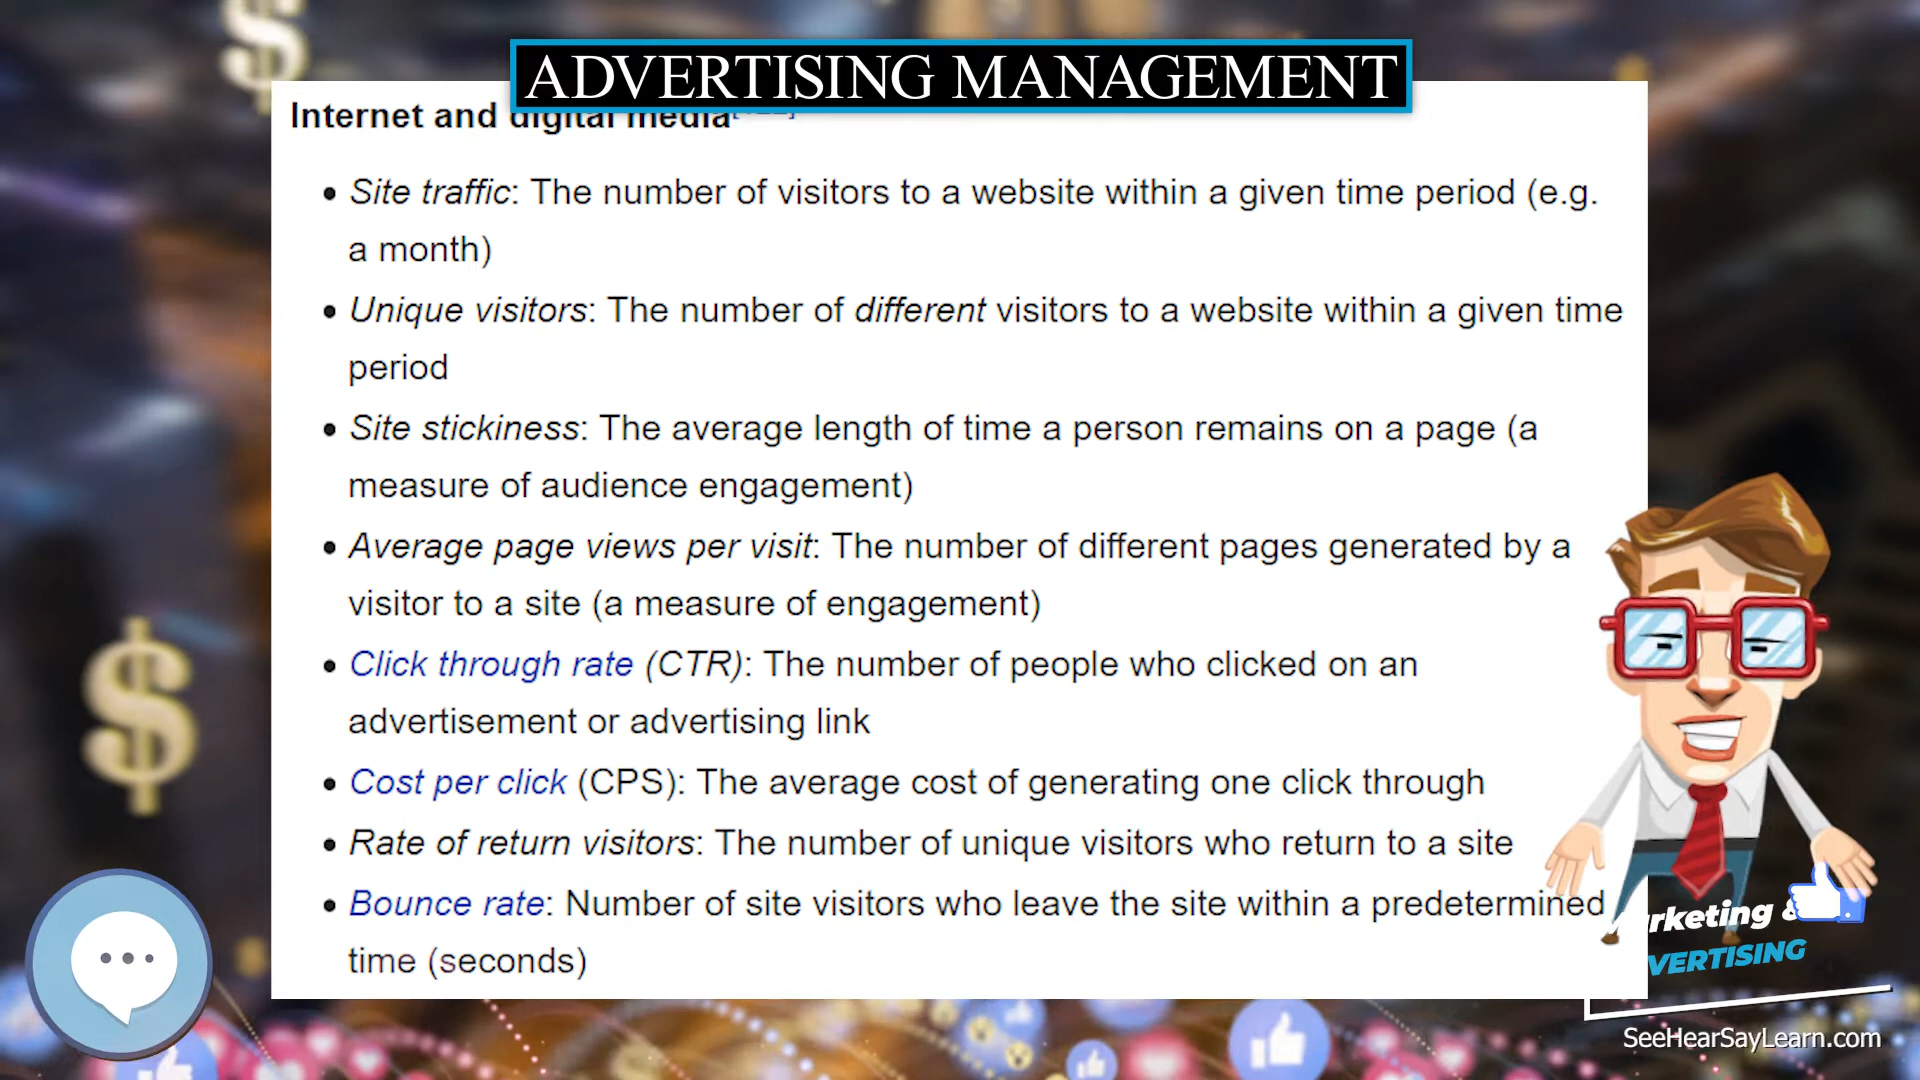 ADVERTISING MANAGEMENT
Internet and digital media
• Site traffic: The number of visitors to a website within a given time period (e.g.
a month)
• Unique visitors: The number of different visitors to a website within a given time
period
• Site stickiness: The average length of time a person remains on a page (a
measure of audience engagement)
• Average page views per visit: The number of different pages generated by a
visitor to a site (a measure of engagement)
• Click through rate (CTR): The number of people who clicked on an
advertisement or advertising link
• Cost per click (CPS): The average cost of generating one click through
• Rate of return visitors: The number of unique visitors who return to a site
• Bounce rate: Number of site visitors who leave the site within a predetermined
time (seconds)
rketing &
VERTISING
SeeHearSayLearn.com